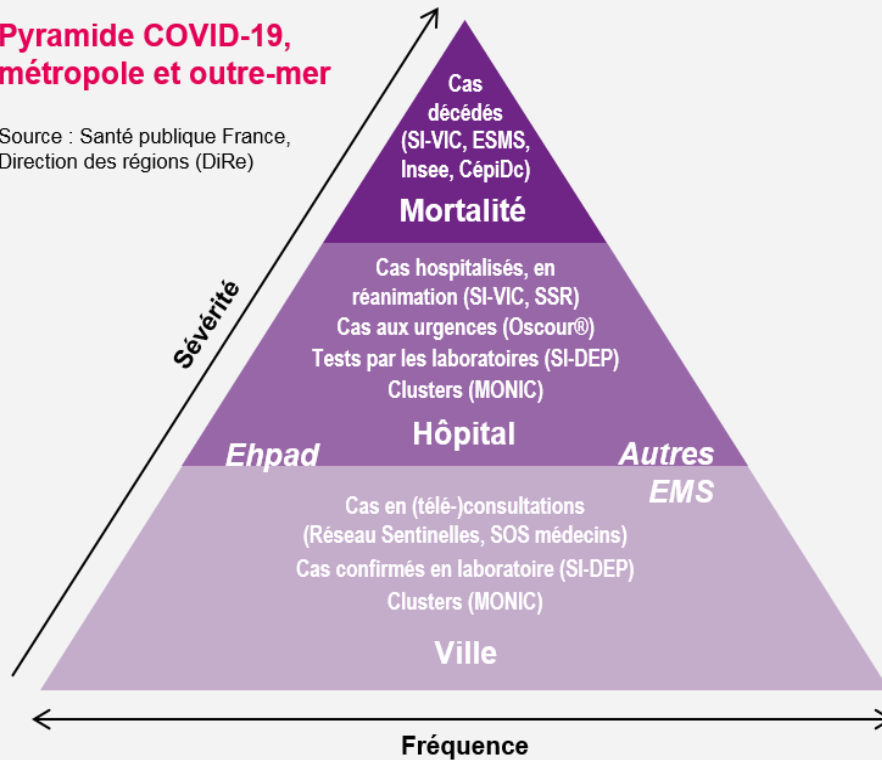 Pyramide COVID-19,
métropole et outre-mer
Source : Santé publique France,
Direction des régions (DiRe)
Cas
décédés
(SI-VIC, ESMS,
Insee, CépiDc)
Mortalité
Sévérité
Cas hospitalisés, en
réanimation (SI-VIC, SSR)
Cas aux urgences (Oscour®)
Tests par les laboratoires (SI-DEP)
Clusters (MONIC)
Hôpital
Ehpad
Autres
EMS
Cas en (télé-)consultations
(Réseau Sentinelles, SOS médecins)
Cas confirmés en laboratoire (SI-DEP)
Clusters (MONIC)
Ville
Fréquence